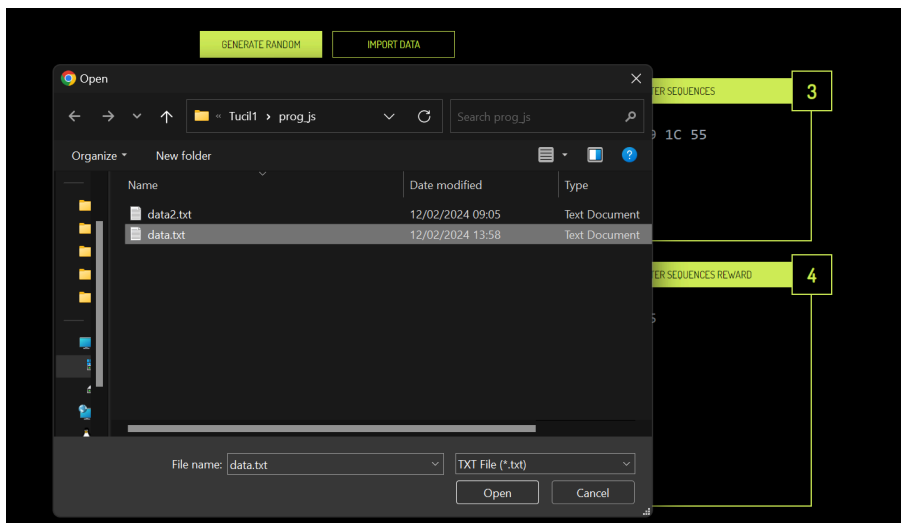 GENERATE RANDOM IMPORT DATA
Open
TER SEQUENCES 3
« Tucil1 › prog_js Search prog_js
1C 55
Organize New folder
Name Date modified Type
data2.txt 12/02/2024 09:05 Text Document
data.txt 12/02/2024 13:58 Text Document
TER SEQUENCES REWARD 4
File name: data.txt TXT File (*.txt)
Open Cancel